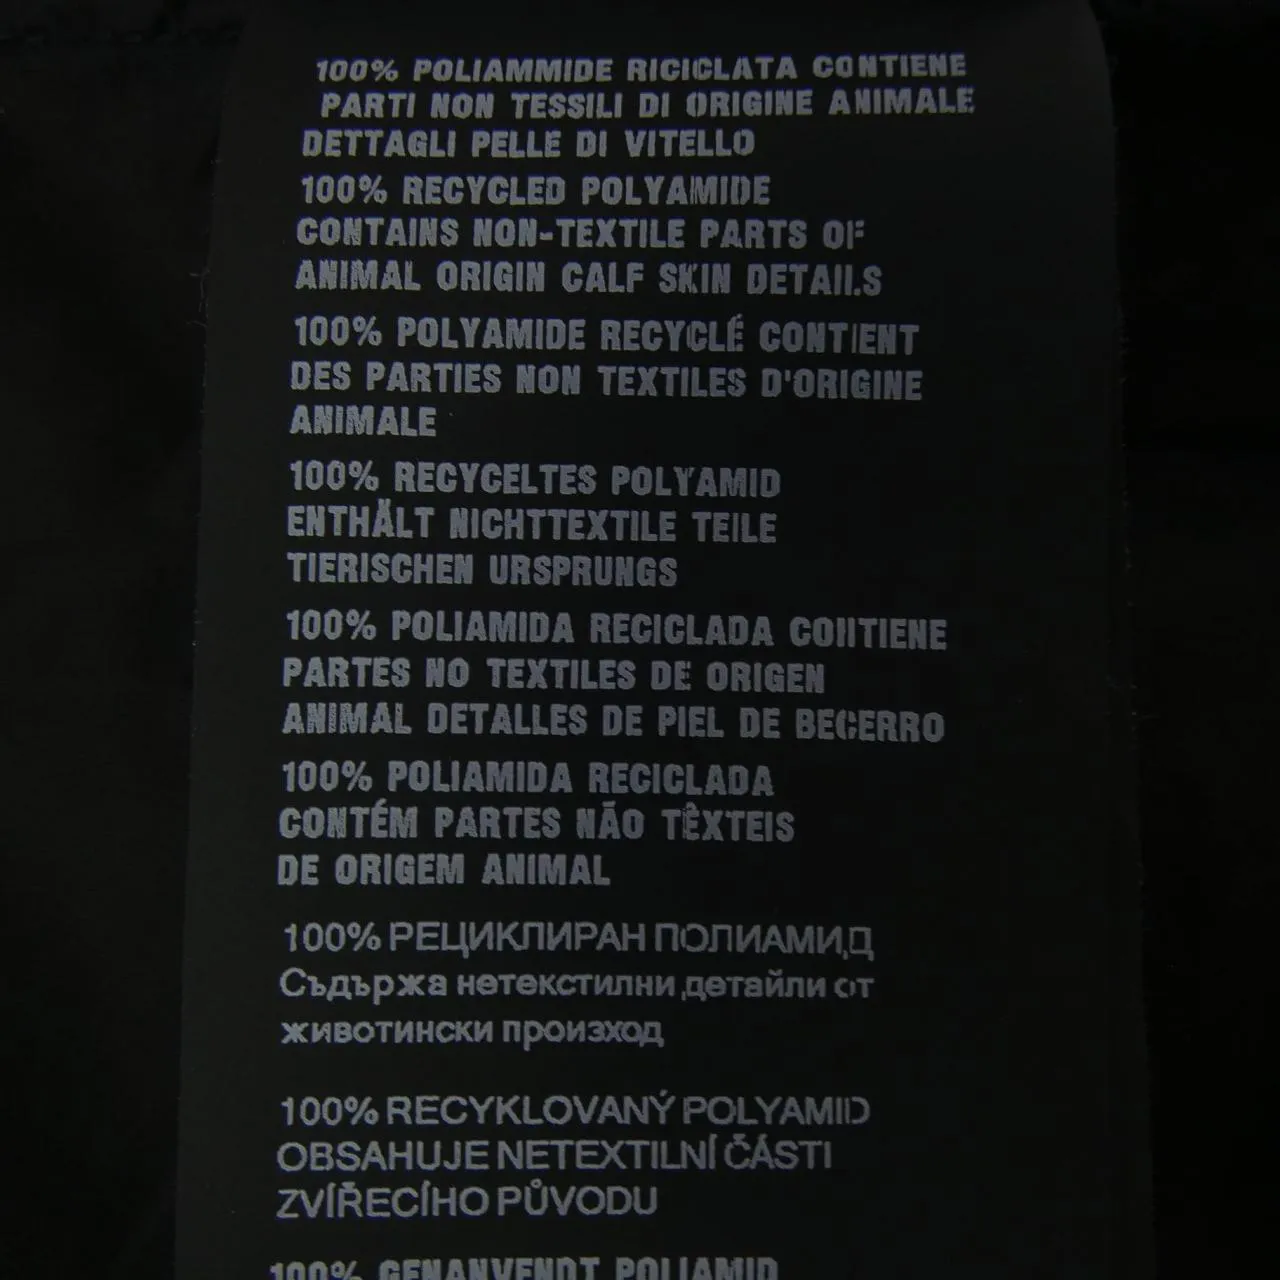 100% POLIAMMIDE RICICLATA CONTIENE
PARTI NON TESSILI DI ORIGINE ANIMALE
DETTAGLI PELLE DI VITELLO
100% RECYCLED POLYAMIDE
CONTAINS NON-TEXTILE PARTS OF
ANIMAL ORIGIN CALF SKIN DETAILS
100% POLYAMIDE RECYCLÉ CONTIENT
DES PARTIES NON TEXTILES D'ORIGINE
ANIMALE
100% RECYCELTES POLYAMID
ENTHÄLT NICHTTEXTILE TEILE
TIERISCHEN URSPRUNGS
100% POLIAMIDA RECICLADA CONTIENE
PARTES NO TEXTILES DE ORIGEN
ANIMAL DETALLES DE PIEL DE BECERRO
100% POLIAMIDA RECICLADA
CONTÉM PARTES NÃO TÊXTEIS
DE ORIGEM ANIMAL
100% РЕЦИКЛИРАН ПОЛИАМИД
Съдържа нетекстилни детайли от
животински произход
100% RECYKLOVANÝ POLYAMID
OBSAHUJE NETEXTILNÍ ČÁSTI
ZVÍŘECÍHO PŮVODU
100% GENANVENDT POLIAMID